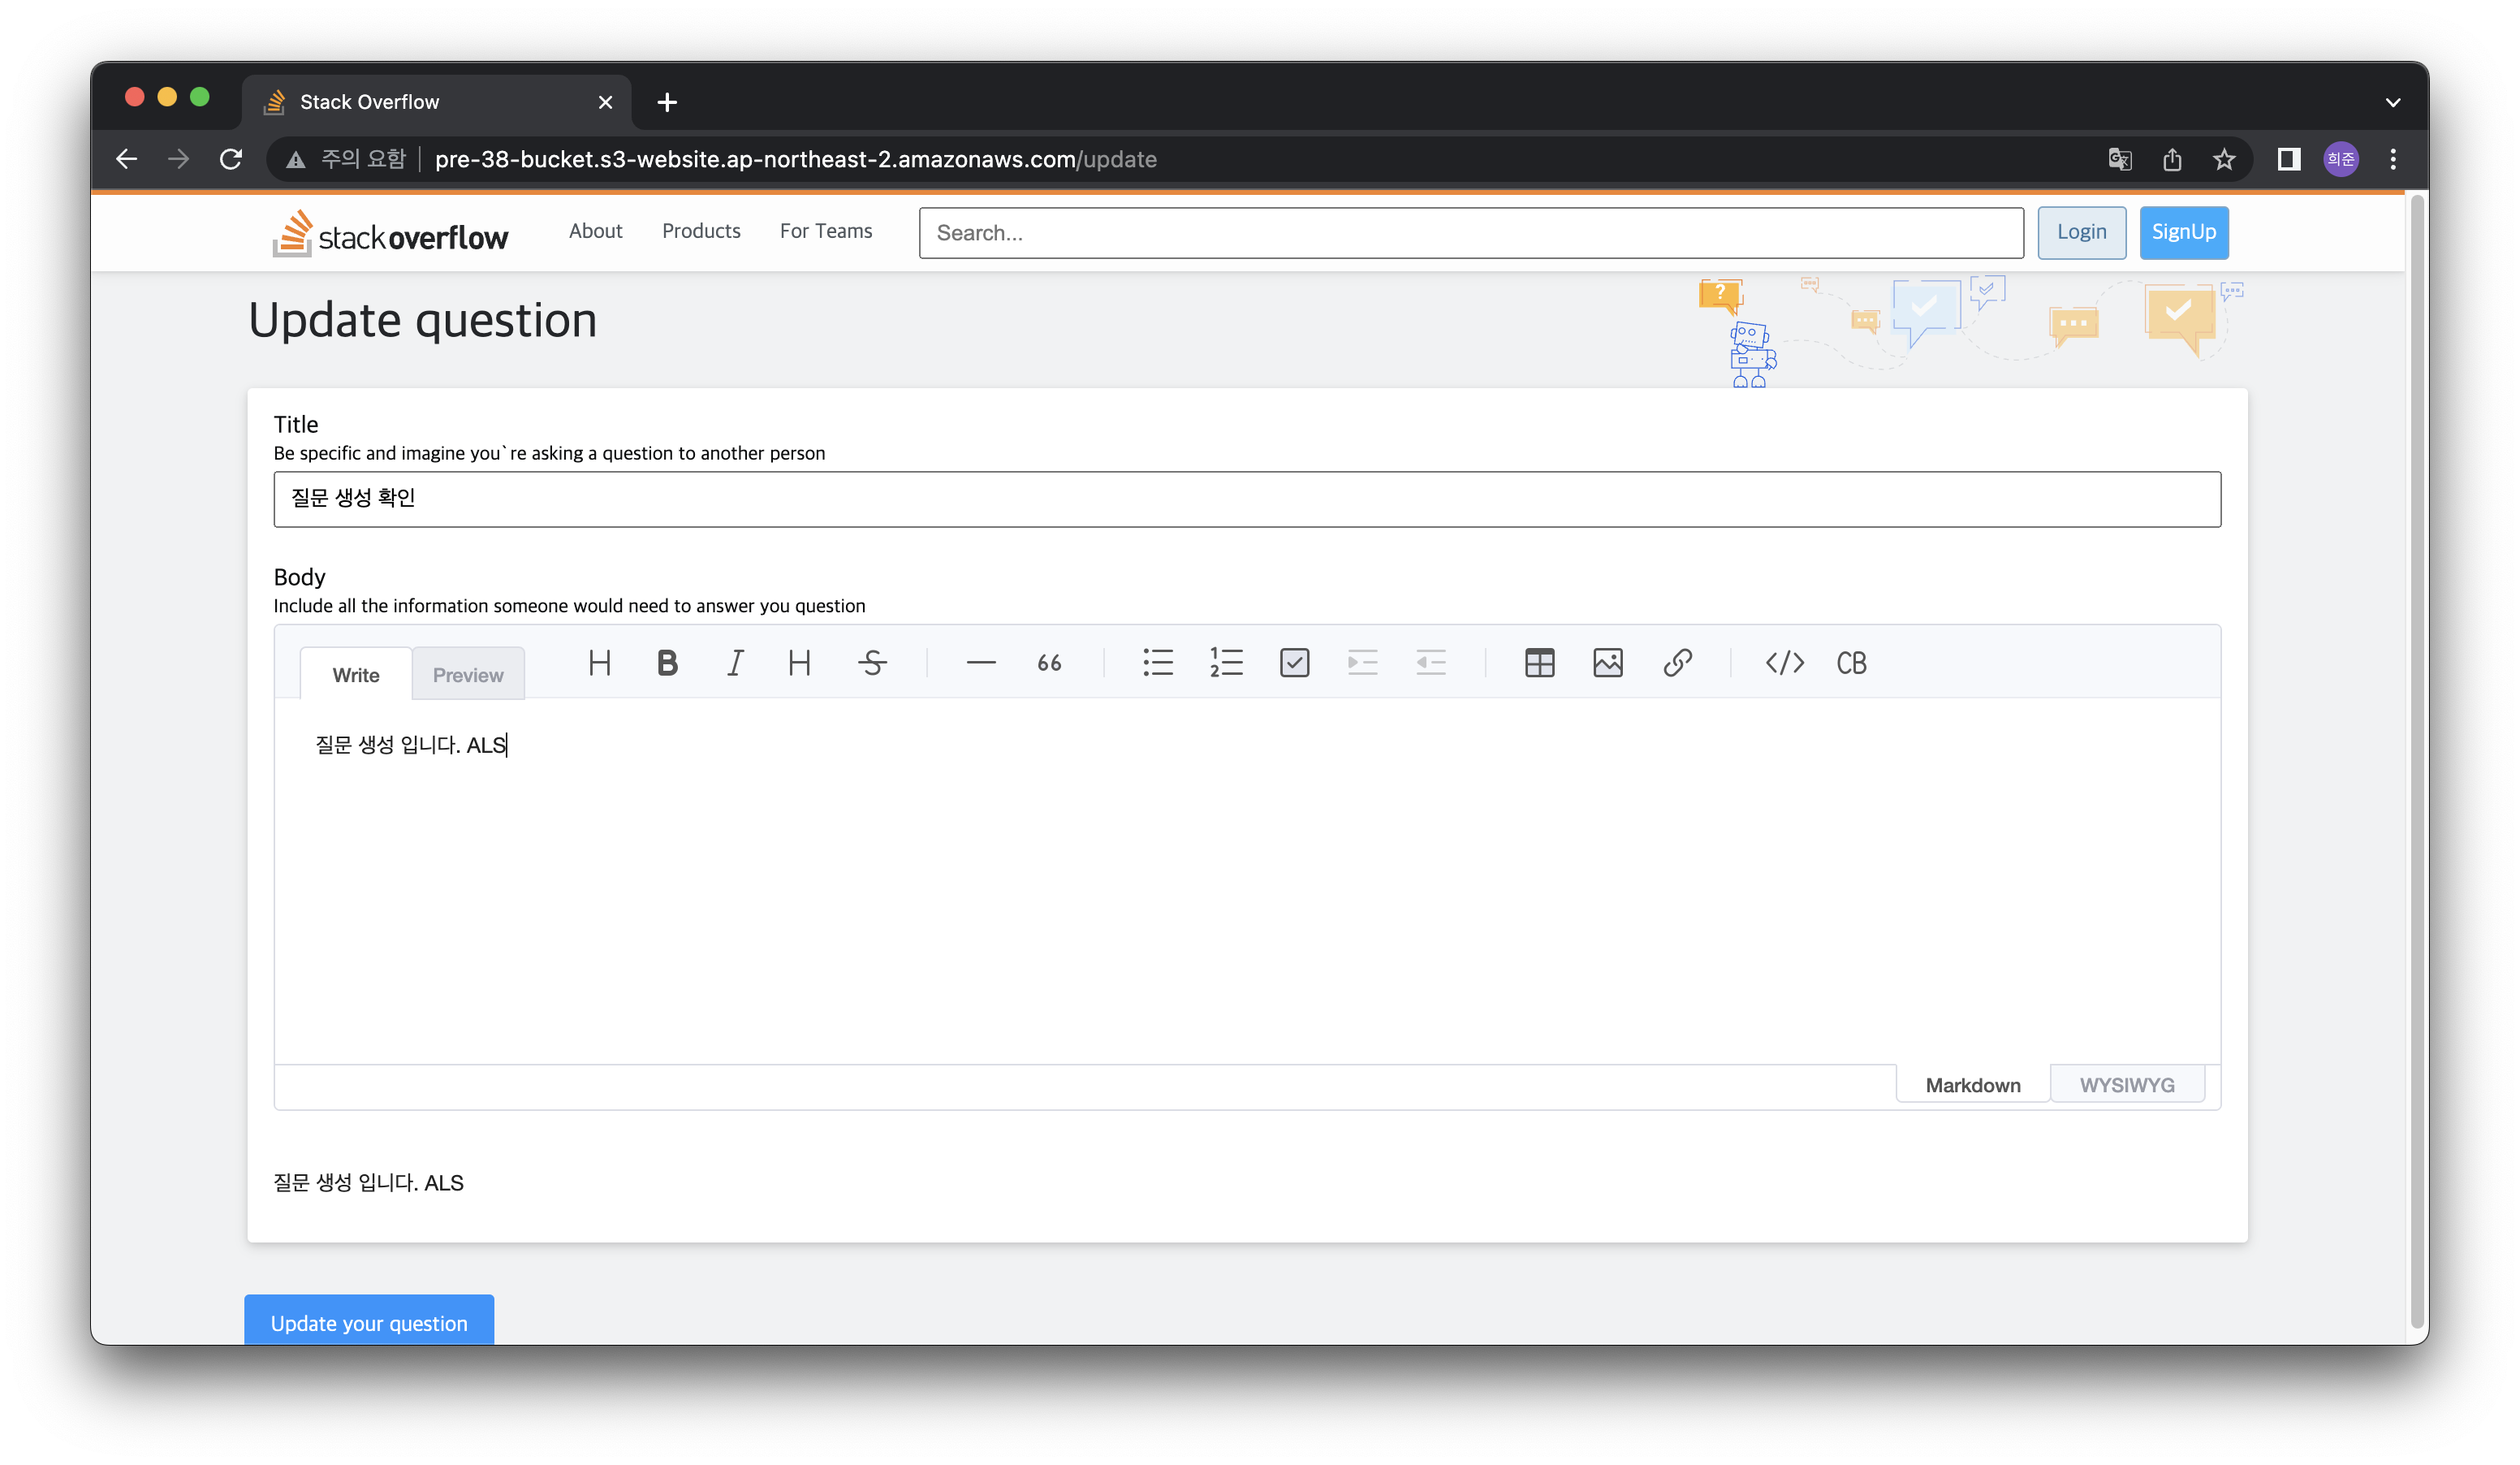 Stack Overflow
주의 요함 pre-38-bucket.s3-website.ap-northeast-2.amazonaws.com/update 희준
stackoverflow About Products For Teams Search... Login SignUp
Update question
Title
Be specific and imagine you`re asking a question to another person
질문 생성 확인
Body
Include all the information someone would need to answer you question
Write Preview H B I H S 66 1 2 </> CB
질문 생성 입니다. ALS
Markdown WYSIWYG
질문 생성 입니다. ALS
Update your question